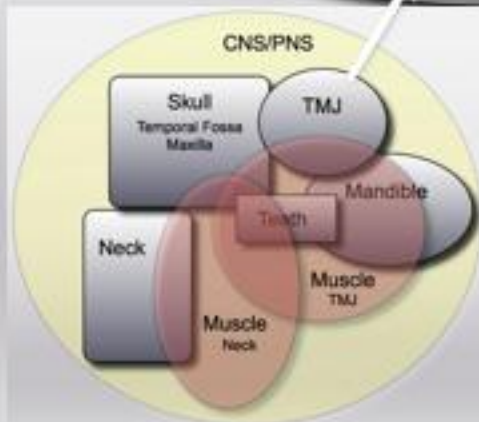 CNS/PNS
Skull
Temporal Fossa
Maxilla
TMJ
Mandible
Teeth
Neck
Muscle
TMJ
Muscle
Neck